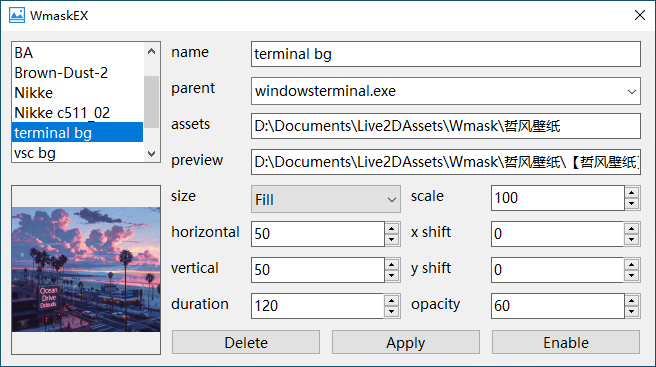 WmaskEX
BA
Brown-Dust-2
Nikke
Nikke c511_02
terminal bg
vsc bg
name
terminal bg
parent
windowsterminal.exe
assets
D:\Documents\Live2DAssets\Wmask\哲风壁纸
preview
D:\Documents\Live2DAssets\Wmask\哲风壁纸\【哲风壁纸】
size
Fill
scale
100
horizontal
50
x shift
0
vertical
50
y shift
0
duration
120
opacity
60
Ocean
Drive
Delete
Apply
Enable